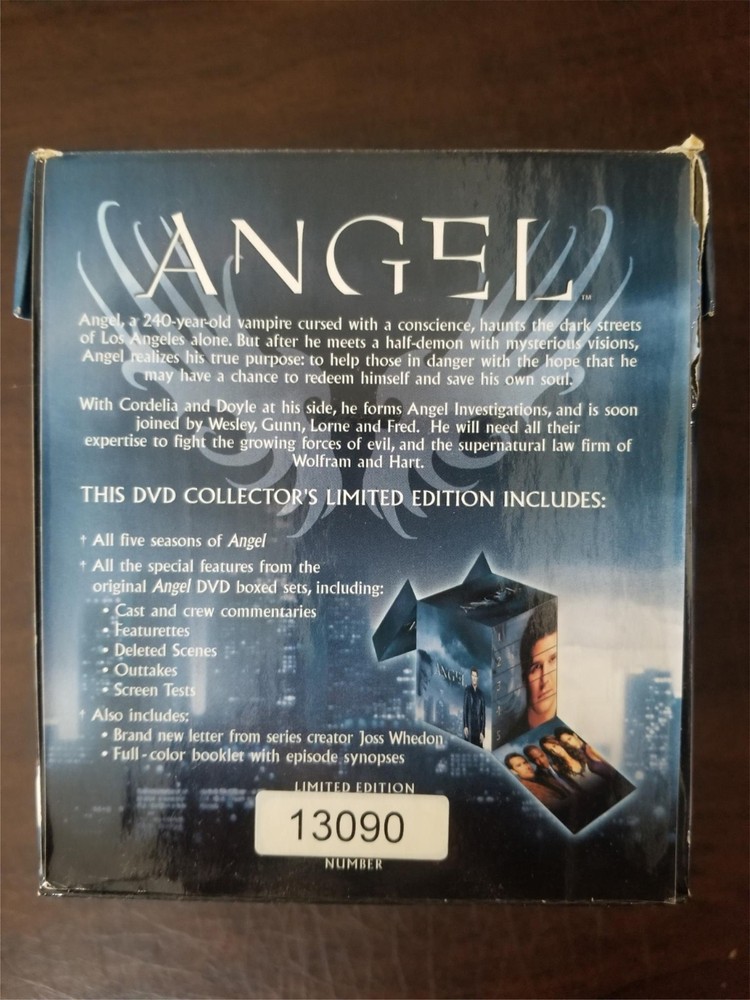 ANGEL™
Angel, a 240-year-old vampire cursed with a conscience, haunts the dark streets
of Los Angeles alone. But after he meets a half-demon with mysterious visions,
Angel realizes his true purpose: to help those in danger with the hope that he
may have a chance to redeem himself and save his own soul.
With Cordelia and Doyle at his side, he forms Angel Investigations, and is soon
joined by Wesley, Gunn, Lorne and Fred. He will need all their
expertise to fight the growing forces of evil, and the supernatural law firm of
Wolfram and Hart.
THIS DVD COLLECTOR'S LIMITED EDITION INCLUDES:
† All five seasons of Angel
† All the special features from the
original Angel DVD boxed sets, including:
• Cast and crew commentaries
• Featurettes
• Deleted Scenes
• Outtakes
• Screen Tests
† Also includes:
• Brand new letter from series creator Joss Whedon
• Full-color booklet with episode synopses
ANGEL
1
2
3
4
5
LIMITED EDITION
13090
NUMBER